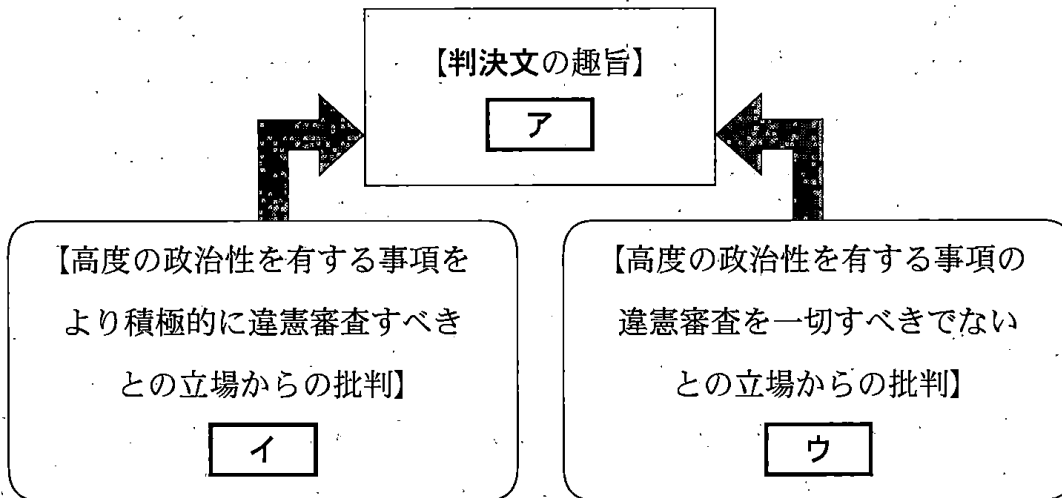 【判決文の趣旨】
ア
【高度の政治性を有する事項を
より積極的に違憲審査すべき
との立場からの批判】
イ
【高度の政治性を有する事項の
違憲審査を一切すべきでない
との立場からの批判】
ウ